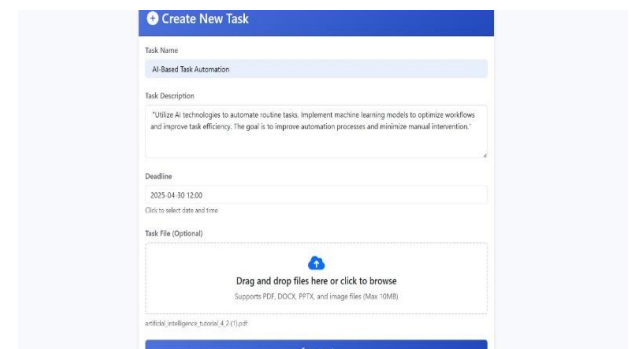 Create New Task
Task Name
AI-Based Task Automation
Task Description
"Utilize AI technologies to automate routine tasks. Implement machine learning models to optimize workflows
and improve task efficiency. The goal is to improve automation processes and minimize manual intervention."
Deadline
2025-04-30 12:00
Click to select date and time
Task File (Optional)
Drag and drop files here or click to browse
Supports PDF, DOCX, PPTX, and image files (Max 10MB)
artificial_intelligence_tutorial_4_2 (1).pdf